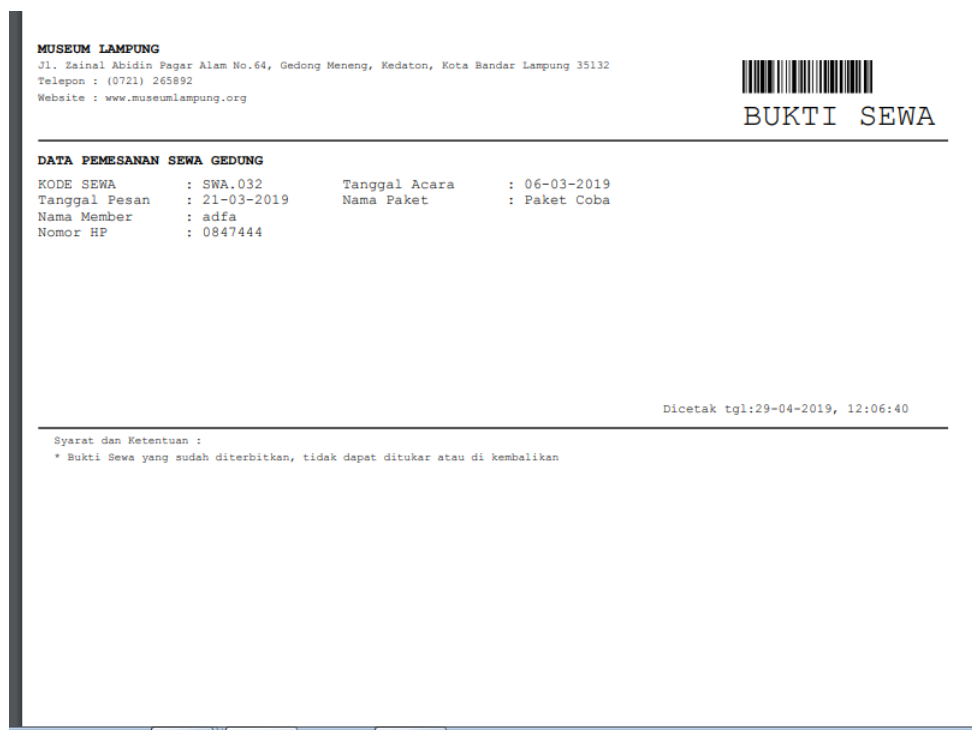 MUSEUM LAMPUNG
Jl. Zainal Abidin Pagar Alam No.64, Gedong Meneng, Kedaton, Kota Bandar Lampung 35132
Telepon : (0721) 265892
Website : www.museumlampung.org
BUKTI SEWA
DATA PEMESANAN SEWA GEDUNG
KODE SEWA : SWA.032 Tanggal Acara : 06-03-2019
Tanggal Pesan : 21-03-2019 Nama Paket : Paket Coba
Nama Member : adfa
Nomor HP : 0847444
Dicetak tgl:29-04-2019, 12:06:40
Syarat dan Ketentuan :
* Bukti Sewa yang sudah diterbitkan, tidak dapat ditukar atau di kembalikan